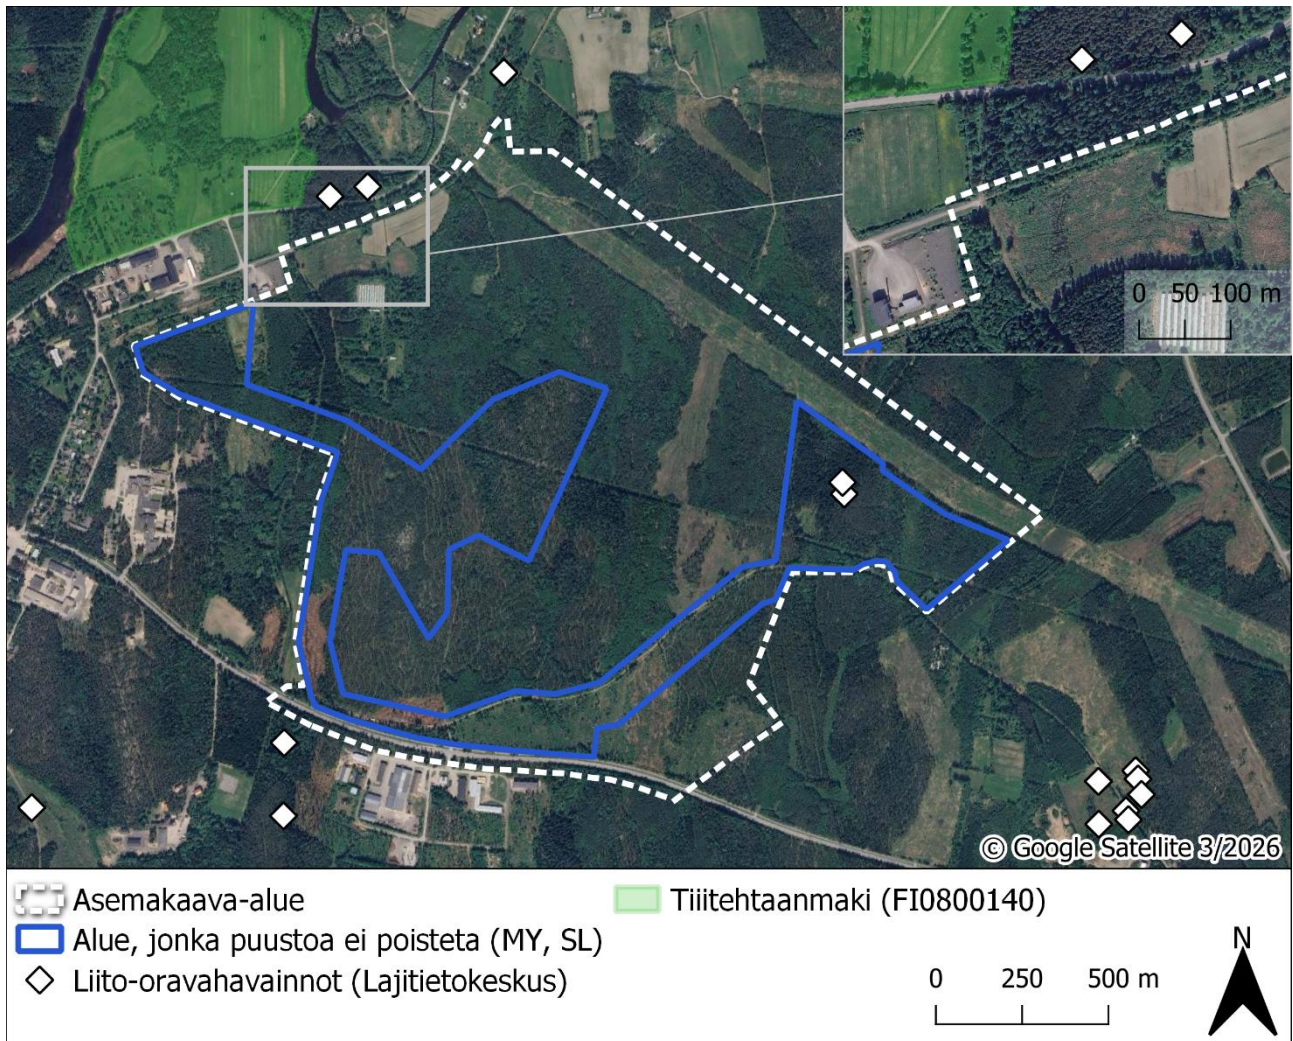 0 50 100 m
© Google Satellite 3/2026
Asemakaava-alue
Tiiitehtaanmaki (FI0800140)
Alue, jonka puustoa ei poisteta (MY, SL)
Liito-oravahavainnot (Lajitietokeskus)
0 250 500 m
N